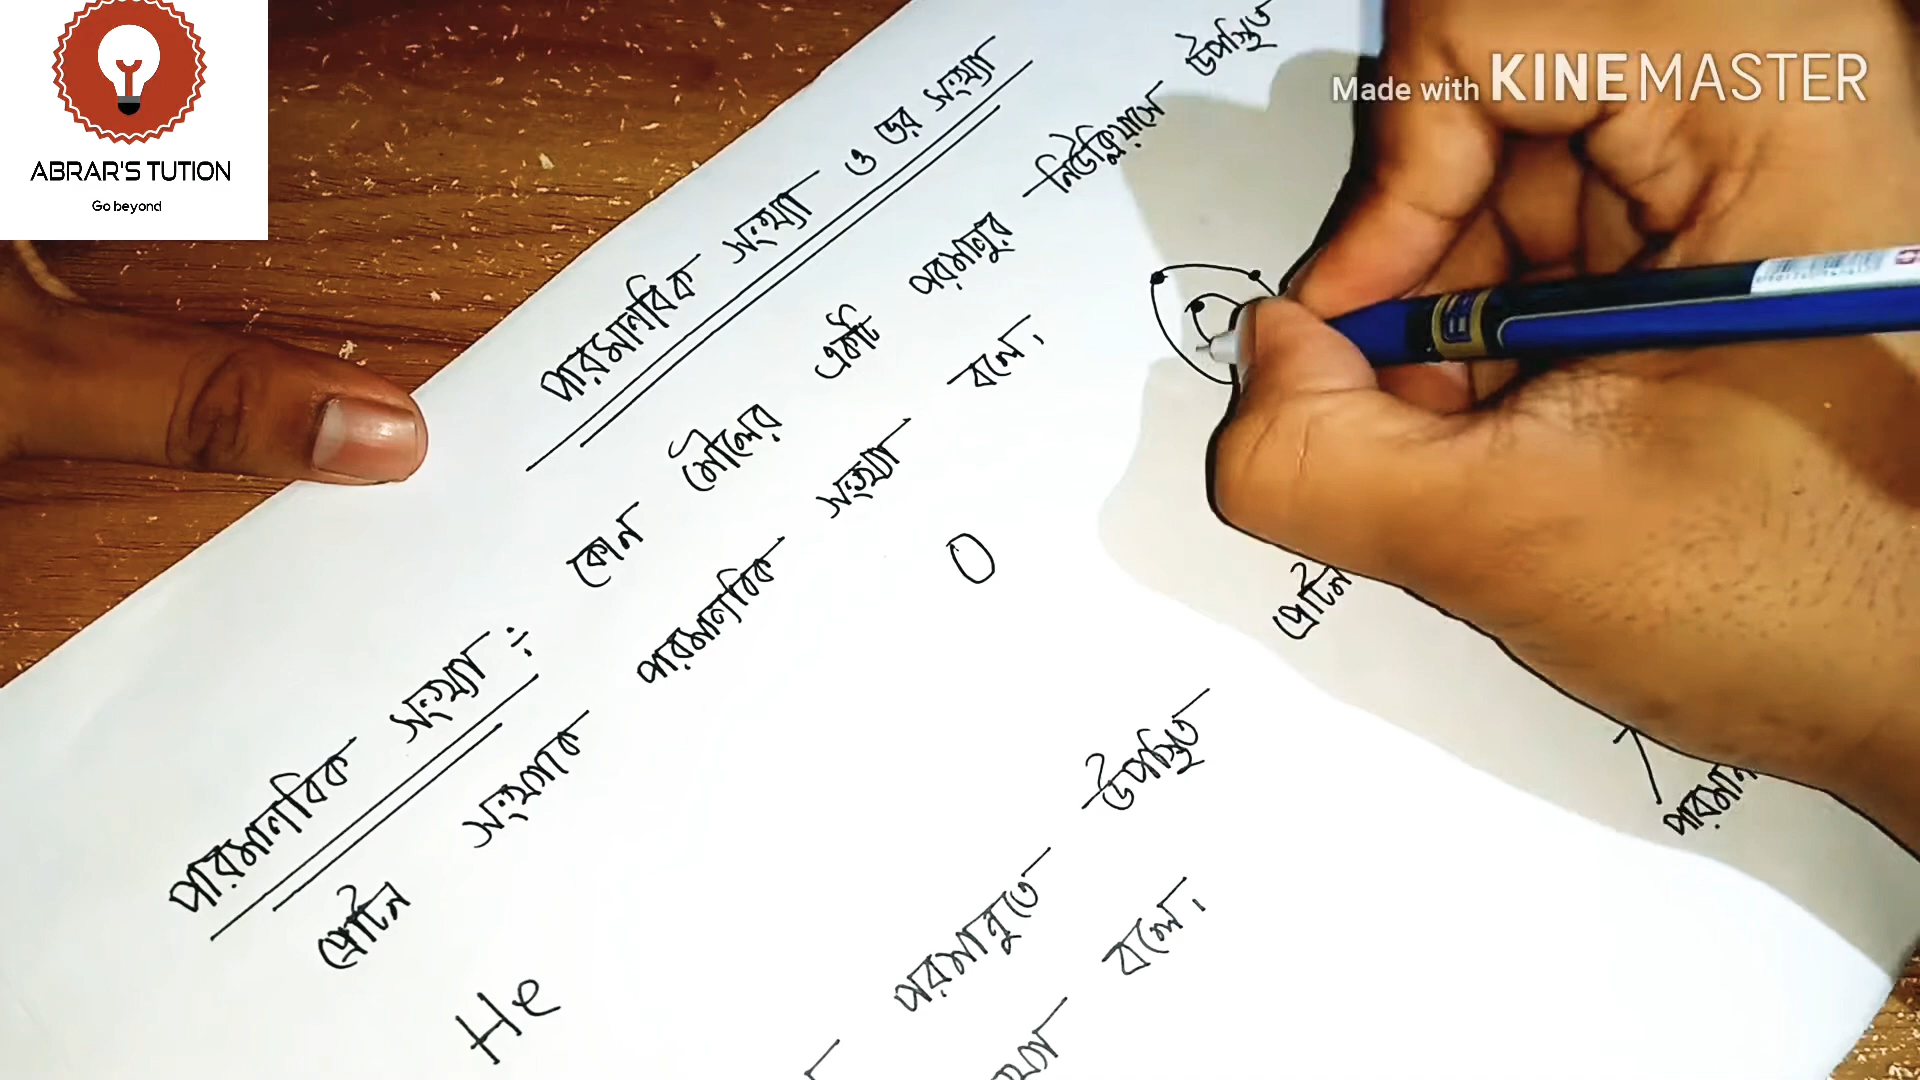 ABRAR'S TUTION
Go beyond
Made with KINEMASTER
পারমাণবিক সংখ্যা ও ভর সংখ্যা
পারমাণবিক সংখ্যা ঃ কোন মৌলের একটি পরমানুর নিউক্লিয়াসে উপস্থিত
প্রোটন সংখ্যাকে পারমাণবিক সংখ্যা বলে।
He
O
প্রোটন
পরমানুতে উপস্থিত
বলে।